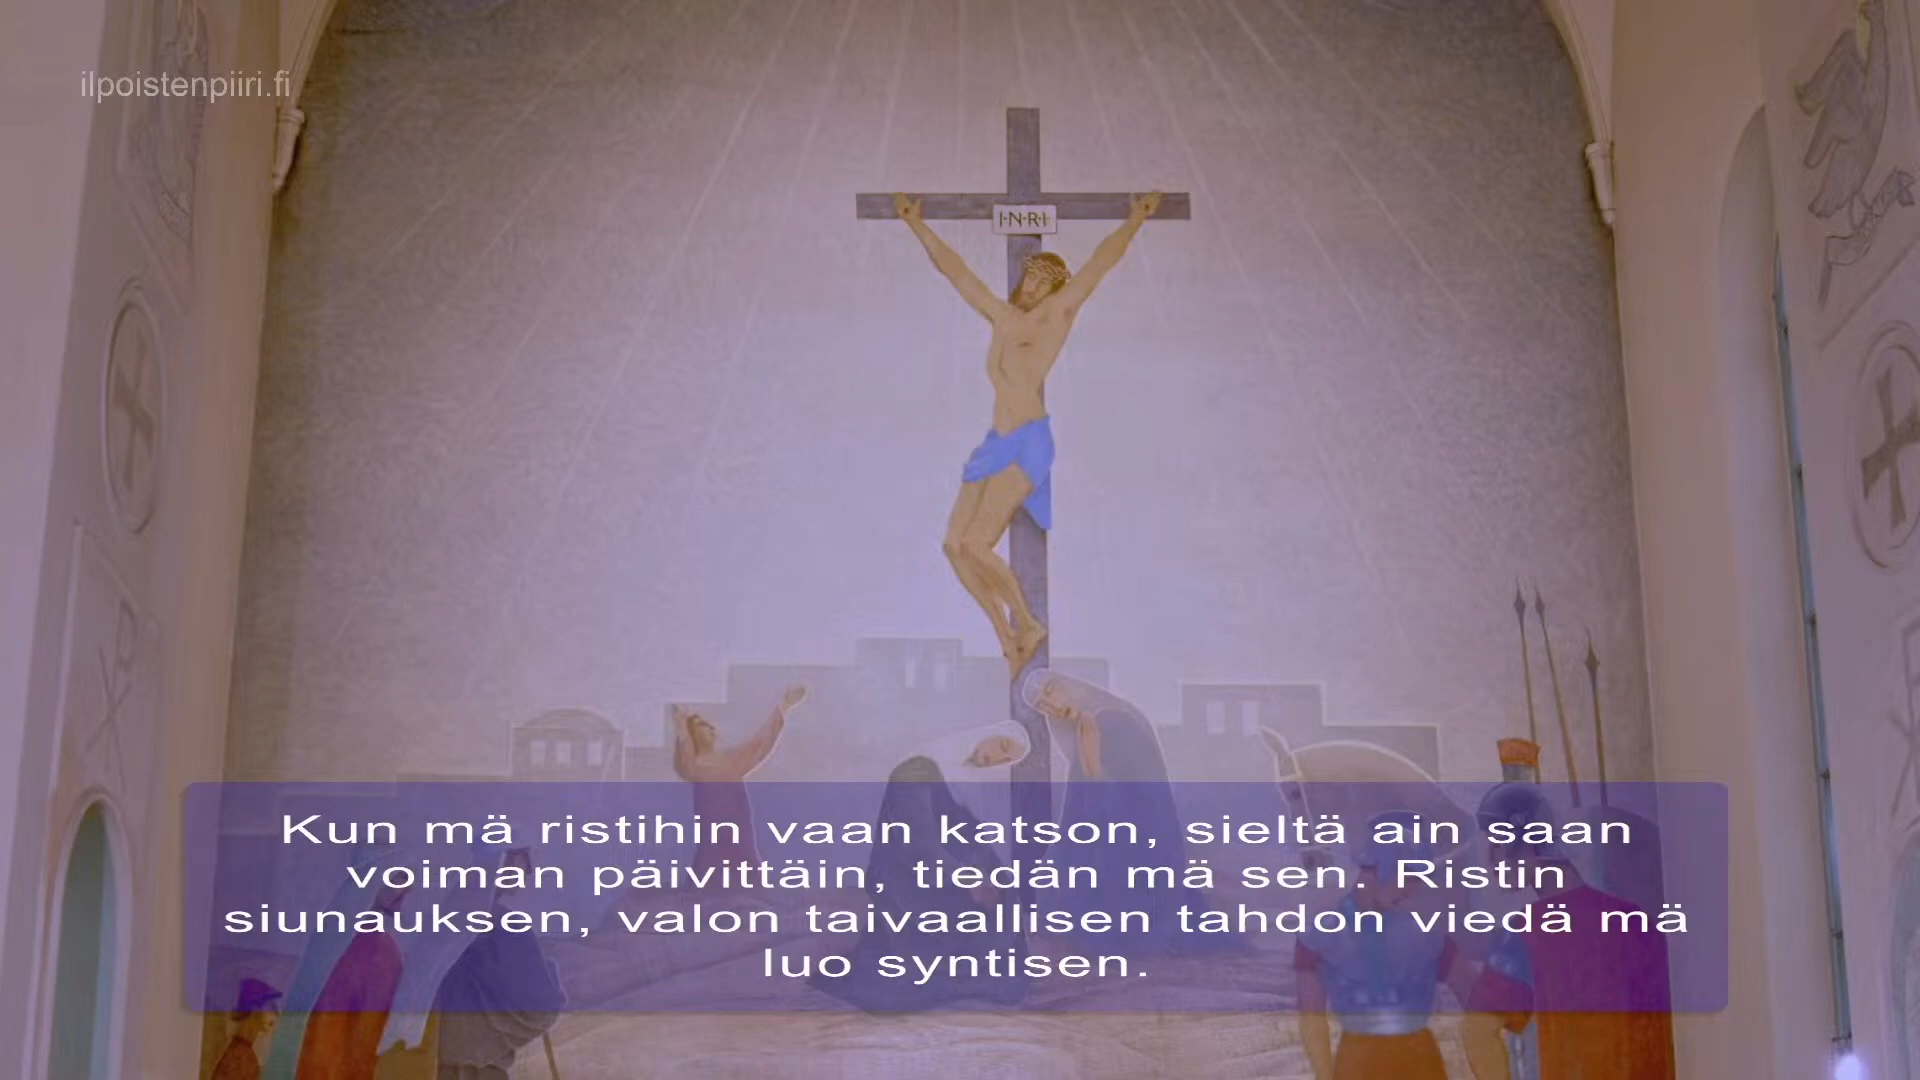 ilpoistenpiiri.fi
I·N·R·I
Kun mä ristihin vaan katson, sieltä ain saan
voiman päivittäin, tiedän mä sen. Ristin
siunauksen, valon taivaallisen tahdon viedä mä
luo syntisen.